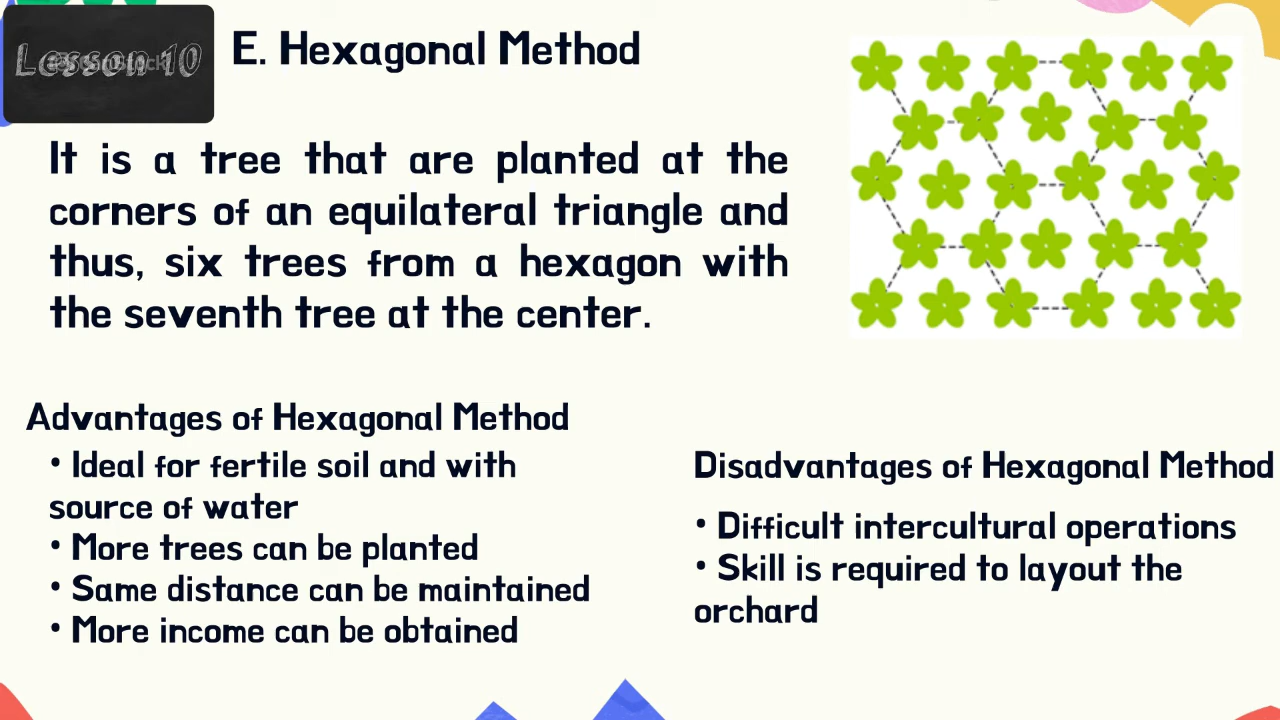 Lesson 10
E. Hexagonal Method
It is a tree that are planted at the
corners of an equilateral triangle and
thus, six trees from a hexagon with
the seventh tree at the center.
Advantages of Hexagonal Method
• Ideal for fertile soil and with
source of water
• More trees can be planted
• Same distance can be maintained
• More income can be obtained
Disadvantages of Hexagonal Method
• Difficult intercultural operations
• Skill is required to layout the
orchard